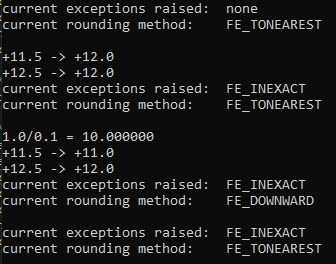 current exceptions raised:  none
current rounding method:    FE_TONEAREST

+11.5 -> +12.0
+12.5 -> +12.0
current exceptions raised:  FE_INEXACT
current rounding method:    FE_TONEAREST

1.0/0.1 = 10.000000
+11.5 -> +11.0
+12.5 -> +12.0
current exceptions raised:  FE_INEXACT
current rounding method:    FE_DOWNWARD

current exceptions raised:  FE_INEXACT
current rounding method:    FE_TONEAREST